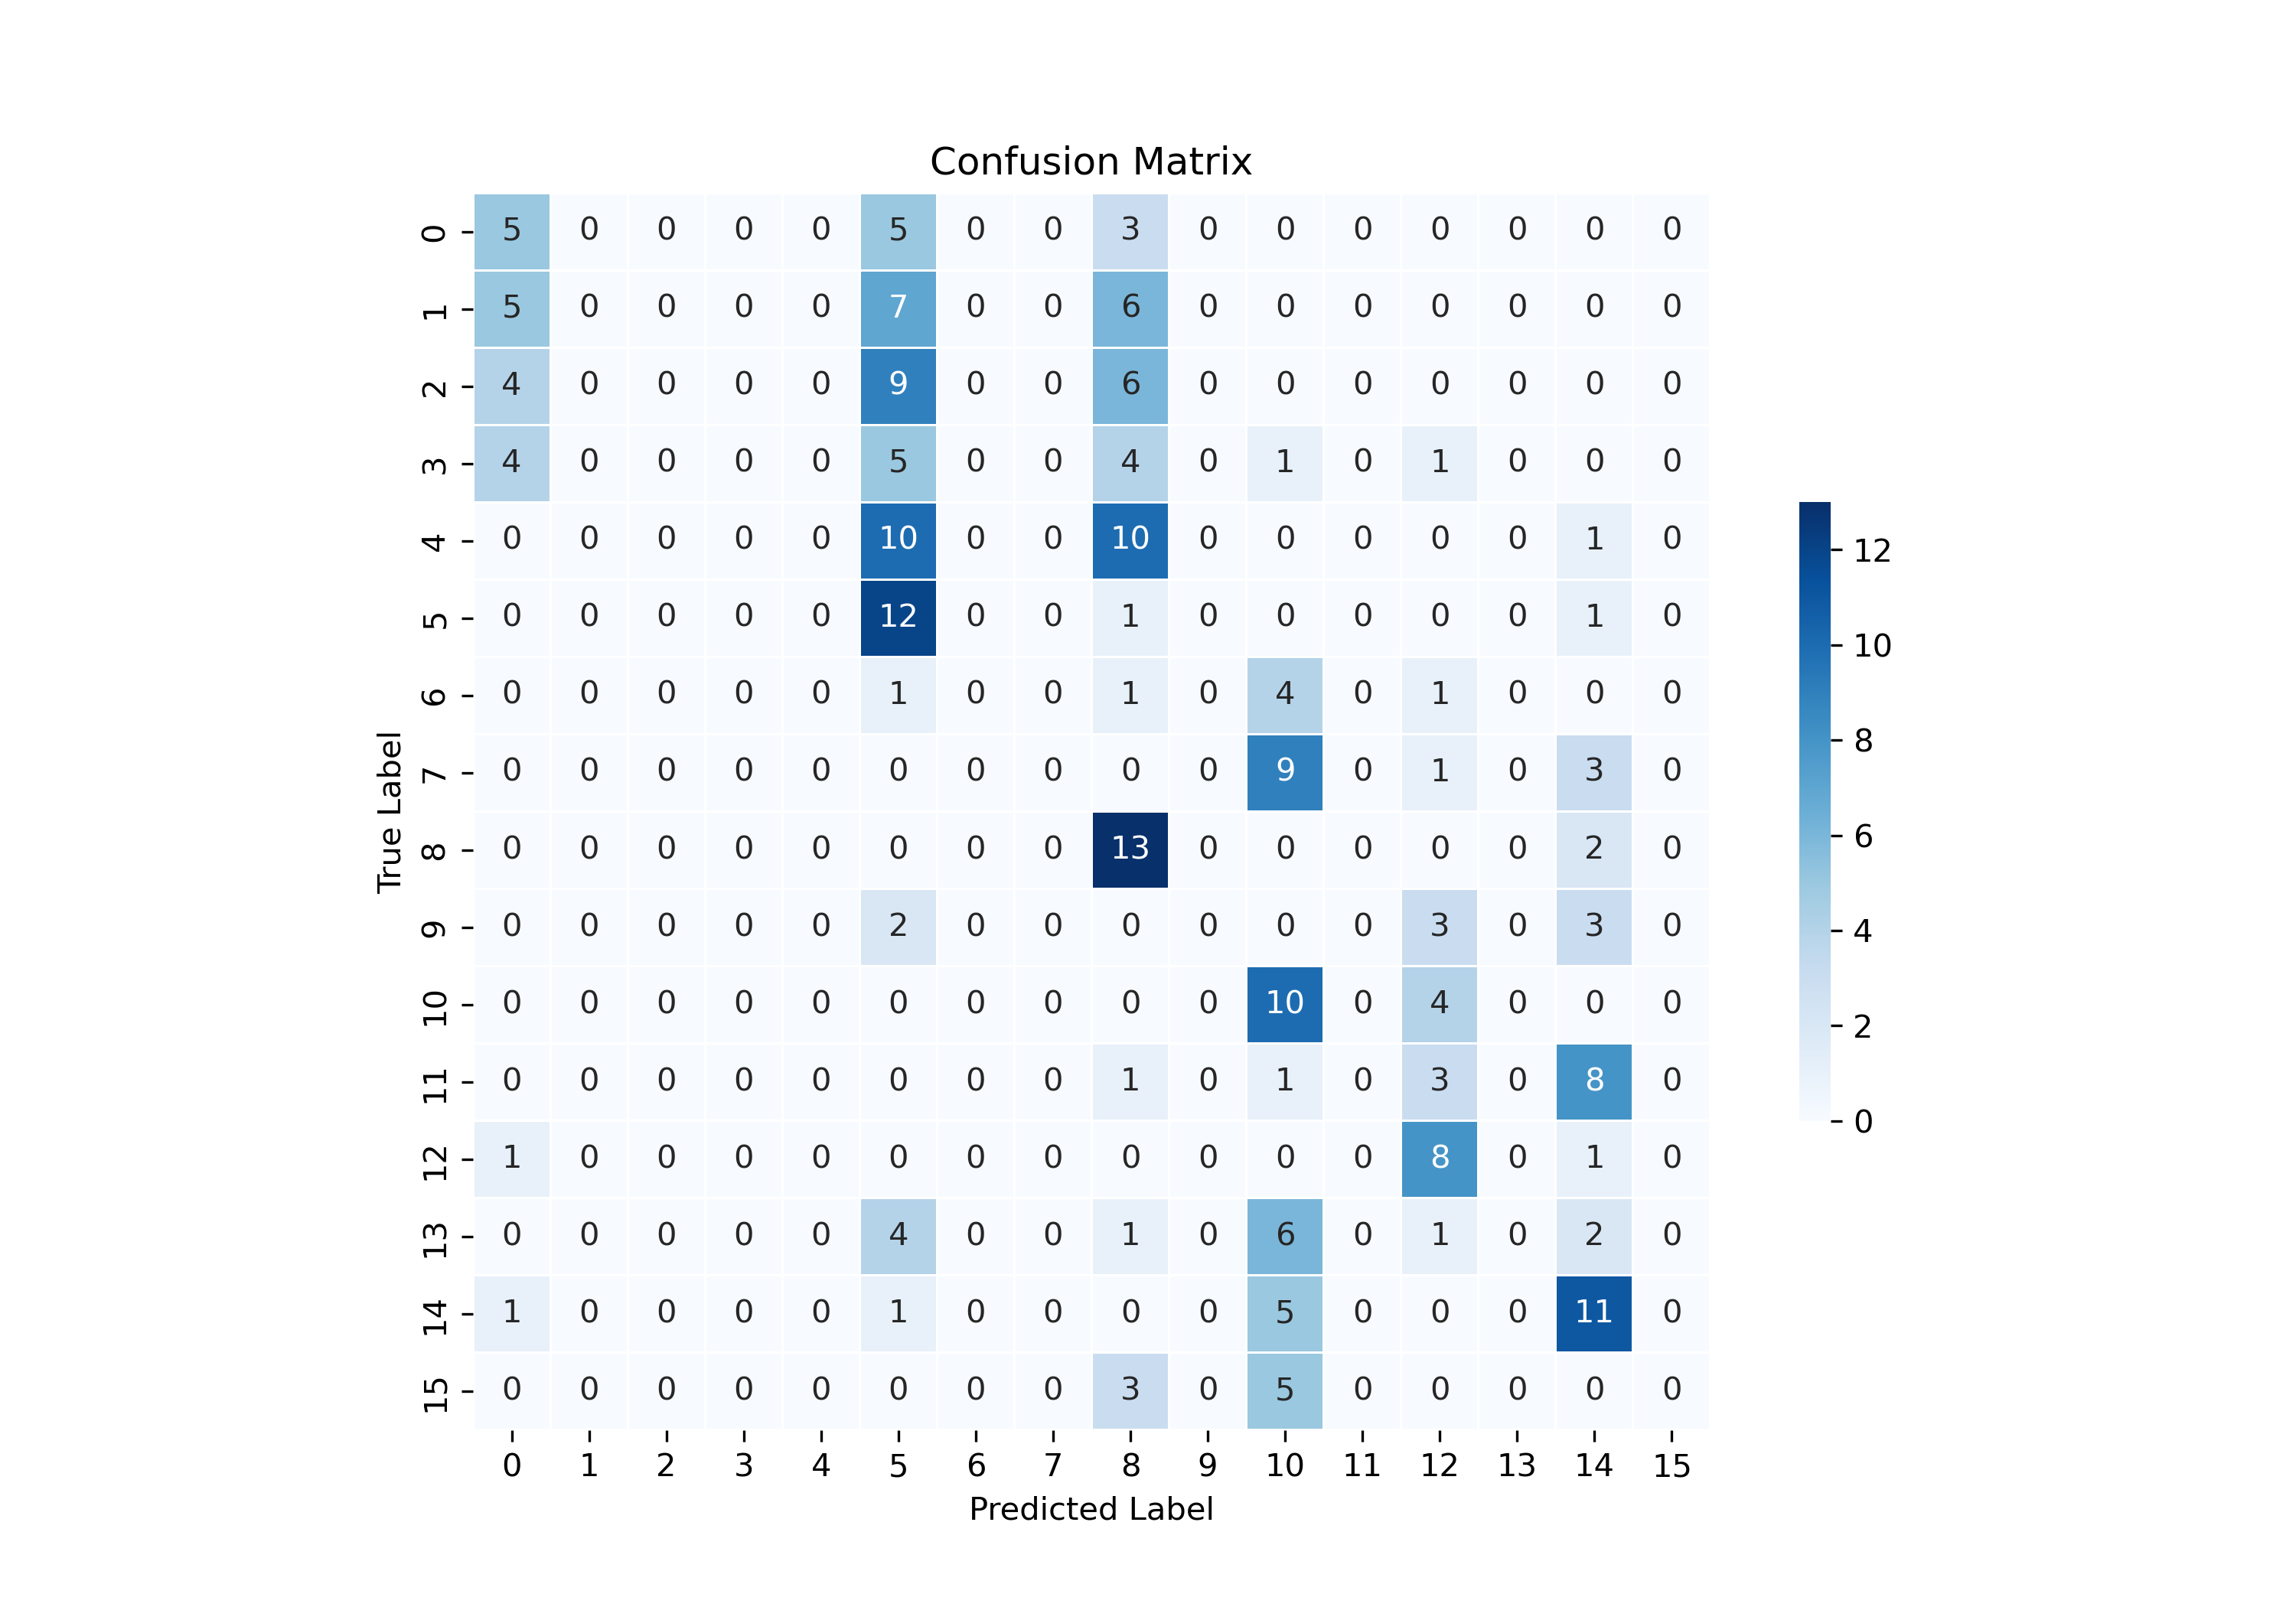 Confusion Matrix
0 5 0 0 0 0 5 0 0 3 0 0 0 0 0 0 0
1 5 0 0 0 0 7 0 0 6 0 0 0 0 0 0 0
2 4 0 0 0 0 9 0 0 6 0 0 0 0 0 0 0
3 4 0 0 0 0 5 0 0 4 0 1 0 1 0 0 0
4 0 0 0 0 0 10 0 0 10 0 0 0 0 0 1 0
5 0 0 0 0 0 12 0 0 1 0 0 0 0 0 1 0
6 0 0 0 0 0 1 0 0 1 0 4 0 1 0 0 0
7 0 0 0 0 0 0 0 0 0 0 9 0 1 0 3 0
8 0 0 0 0 0 0 0 0 13 0 0 0 0 0 2 0
9 0 0 0 0 0 2 0 0 0 0 0 0 3 0 3 0
10 0 0 0 0 0 0 0 0 0 0 10 0 4 0 0 0
11 0 0 0 0 0 0 0 0 1 0 1 0 3 0 8 0
12 1 0 0 0 0 0 0 0 0 0 0 0 8 0 1 0
13 0 0 0 0 0 4 0 0 1 0 6 0 1 0 2 0
14 1 0 0 0 0 1 0 0 0 0 5 0 0 0 11 0
15 0 0 0 0 0 0 0 0 3 0 5 0 0 0 0 0
0 1 2 3 4 5 6 7 8 9 10 11 12 13 14 15
Predicted Label
True Label
12
10
8
6
4
2
0